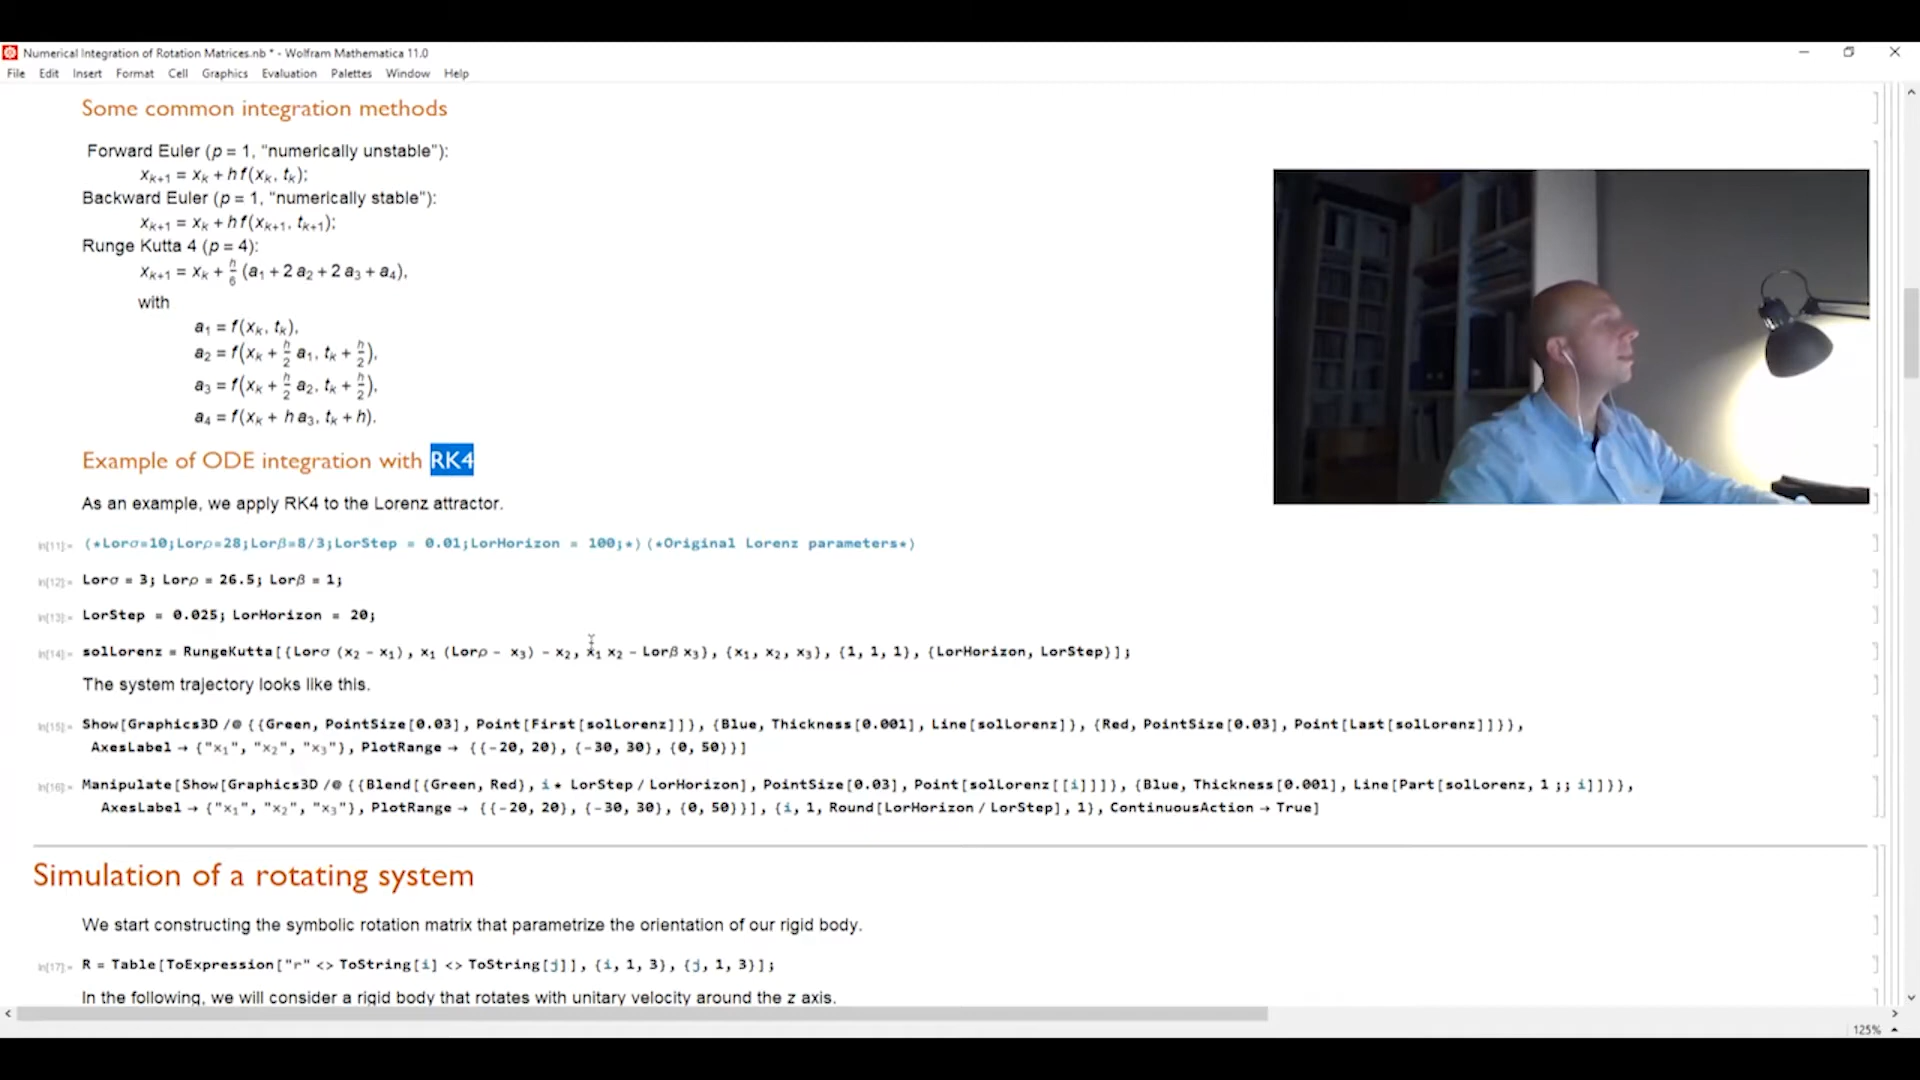 Numerical Integration of Rotation Matrices.nb * - Wolfram Mathematica 11.0
File Edit Insert Format Cell Graphics Evaluation Palettes Window Help
Some common integration methods
Forward Euler (p = 1, "numerically unstable"):
xₖ₊₁ = xₖ + h f(xₖ, tₖ);
Backward Euler (p = 1, "numerically stable"):
xₖ₊₁ = xₖ + h f(xₖ₊₁, tₖ₊₁);
Runge Kutta 4 (p = 4):
xₖ₊₁ = xₖ + h/6 (a₁ + 2 a₂ + 2 a₃ + a₄),
with
a₁ = f(xₖ, tₖ),
a₂ = f(xₖ + h/2 a₁, tₖ + h/2),
a₃ = f(xₖ + h/2 a₂, tₖ + h/2),
a₄ = f(xₖ + h a₃, tₖ + h).
Example of ODE integration with RK4
As an example, we apply RK4 to the Lorenz attractor.
In[11]:= (*Lorσ=10;Lorρ=28;Lorβ=8/3;LorStep = 0.01;LorHorizon = 100;*)(*Original Lorenz parameters*)
In[12]:= Lorσ = 3; Lorρ = 26.5; Lorβ = 1;
In[13]:= LorStep = 0.025; LorHorizon = 20;
In[14]:= solLorenz = RungeKutta[{Lorσ (x₂ - x₁), x₁ (Lorρ - x₃) - x₂, x₁ x₂ - Lorβ x₃}, {x₁, x₂, x₃}, {1, 1, 1}, {LorHorizon, LorStep}];
The system trajectory looks like this.
In[15]:= Show[Graphics3D /@ {{Green, PointSize[0.03], Point[First[solLorenz]]}, {Blue, Thickness[0.001], Line[solLorenz]}, {Red, PointSize[0.03], Point[Last[solLorenz]]}},
AxesLabel → {"x₁", "x₂", "x₃"}, PlotRange → {{-20, 20}, {-30, 30}, {0, 50}}]
In[16]:= Manipulate[Show[Graphics3D /@ {{Blend[{Green, Red}, i * LorStep / LorHorizon], PointSize[0.03], Point[solLorenz[[i]]]}, {Blue, Thickness[0.001], Line[Part[solLorenz, 1 ;; i]]}},
AxesLabel → {"x₁", "x₂", "x₃"}, PlotRange → {{-20, 20}, {-30, 30}, {0, 50}}], {i, 1, Round[LorHorizon / LorStep], 1}, ContinuousAction → True]
Simulation of a rotating system
We start constructing the symbolic rotation matrix that parametrize the orientation of our rigid body.
In[17]:= R = Table[ToExpression["r" <> ToString[i] <> ToString[j]], {i, 1, 3}, {j, 1, 3}];
In the following, we will consider a rigid body that rotates with unitary velocity around the z axis.
125%